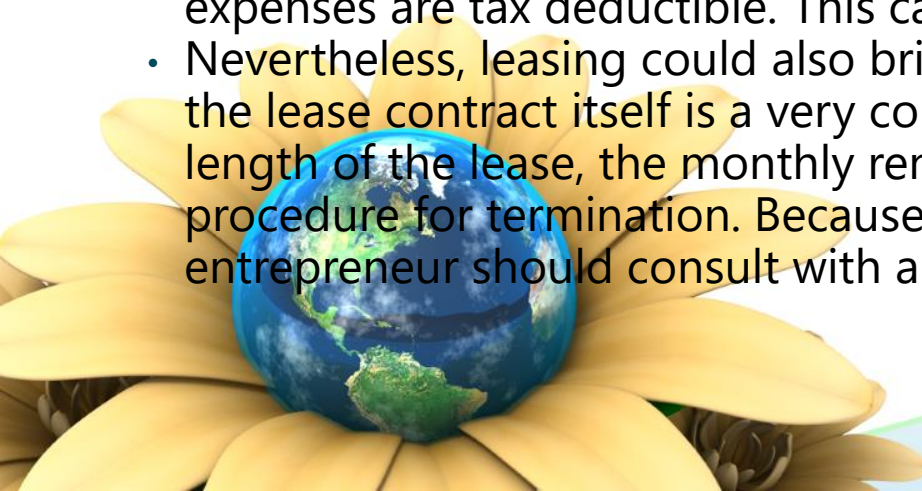 expenses are tax deductible. This ca
• Nevertheless, leasing could also bri
the lease contract itself is a very co
length of the lease, the monthly ren
procedure for termination. Because
entrepreneur should consult with a